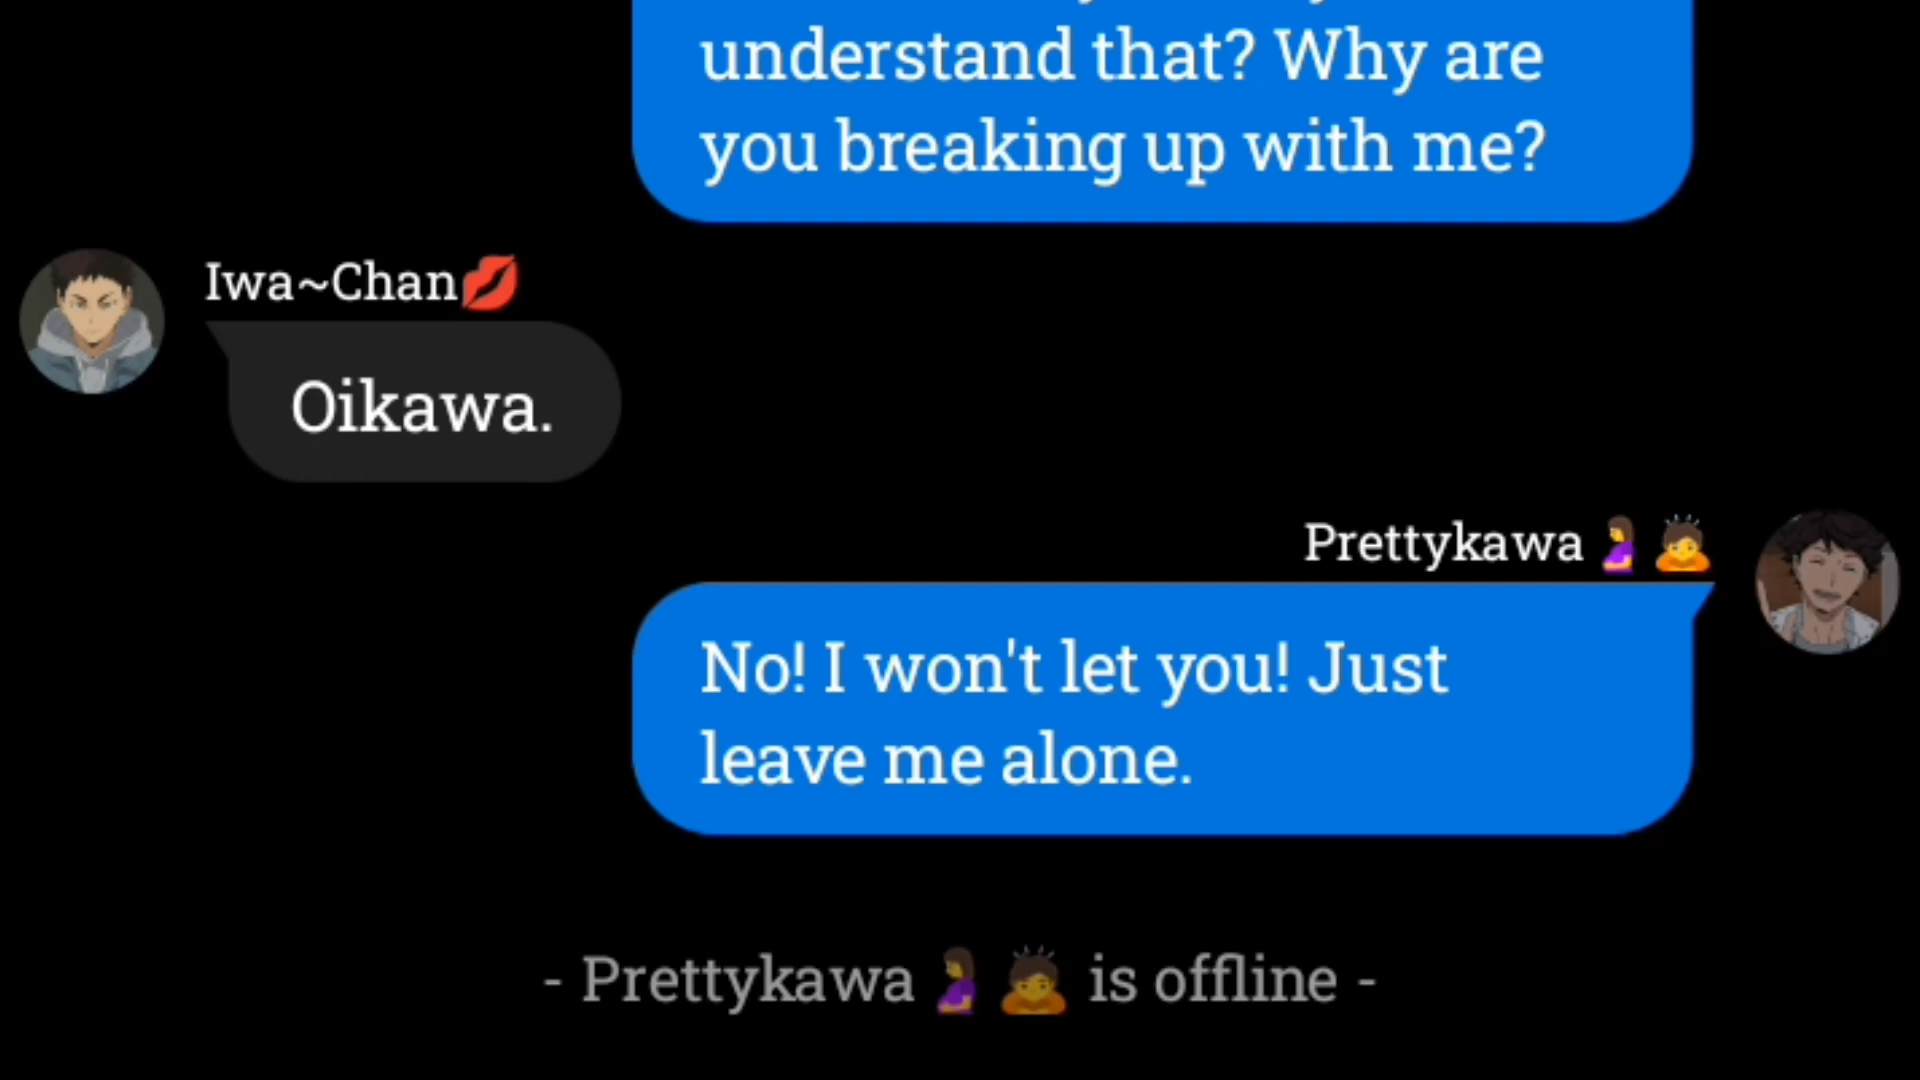 understand that? Why are
you breaking up with me?
Iwa~Chan💋
Oikawa.
Prettykawa 🤰🙇
No! I won't let you! Just
leave me alone.
- Prettykawa 🤰🙇 is offline -